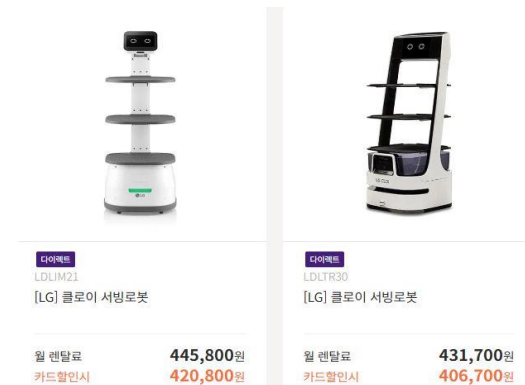 다이렉트
LDLIM21
[LG] 클로이 서빙로봇
월 렌탈료 445,800원
카드할인시 420,800원
다이렉트
LDLTR30
[LG] 클로이 서빙로봇
월 렌탈료 431,700원
카드할인시 406,700원